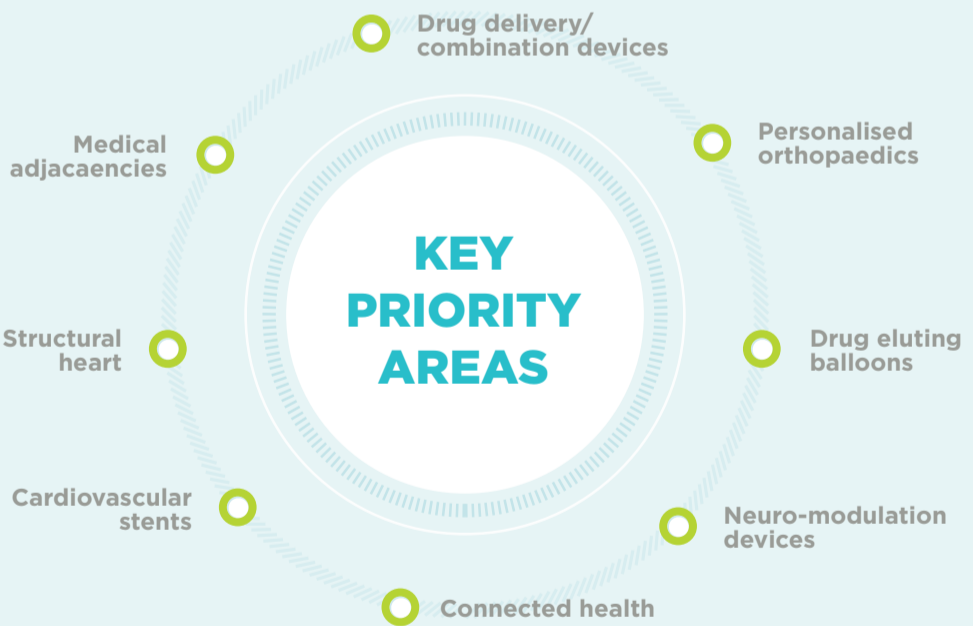 Drug delivery/
combination devices
Medical
adjacaencies
Personalised
orthopaedics
KEY
PRIORITY
AREAS
Structural
heart
Drug eluting
balloons
Cardiovascular
stents
Neuro-modulation
devices
Connected health